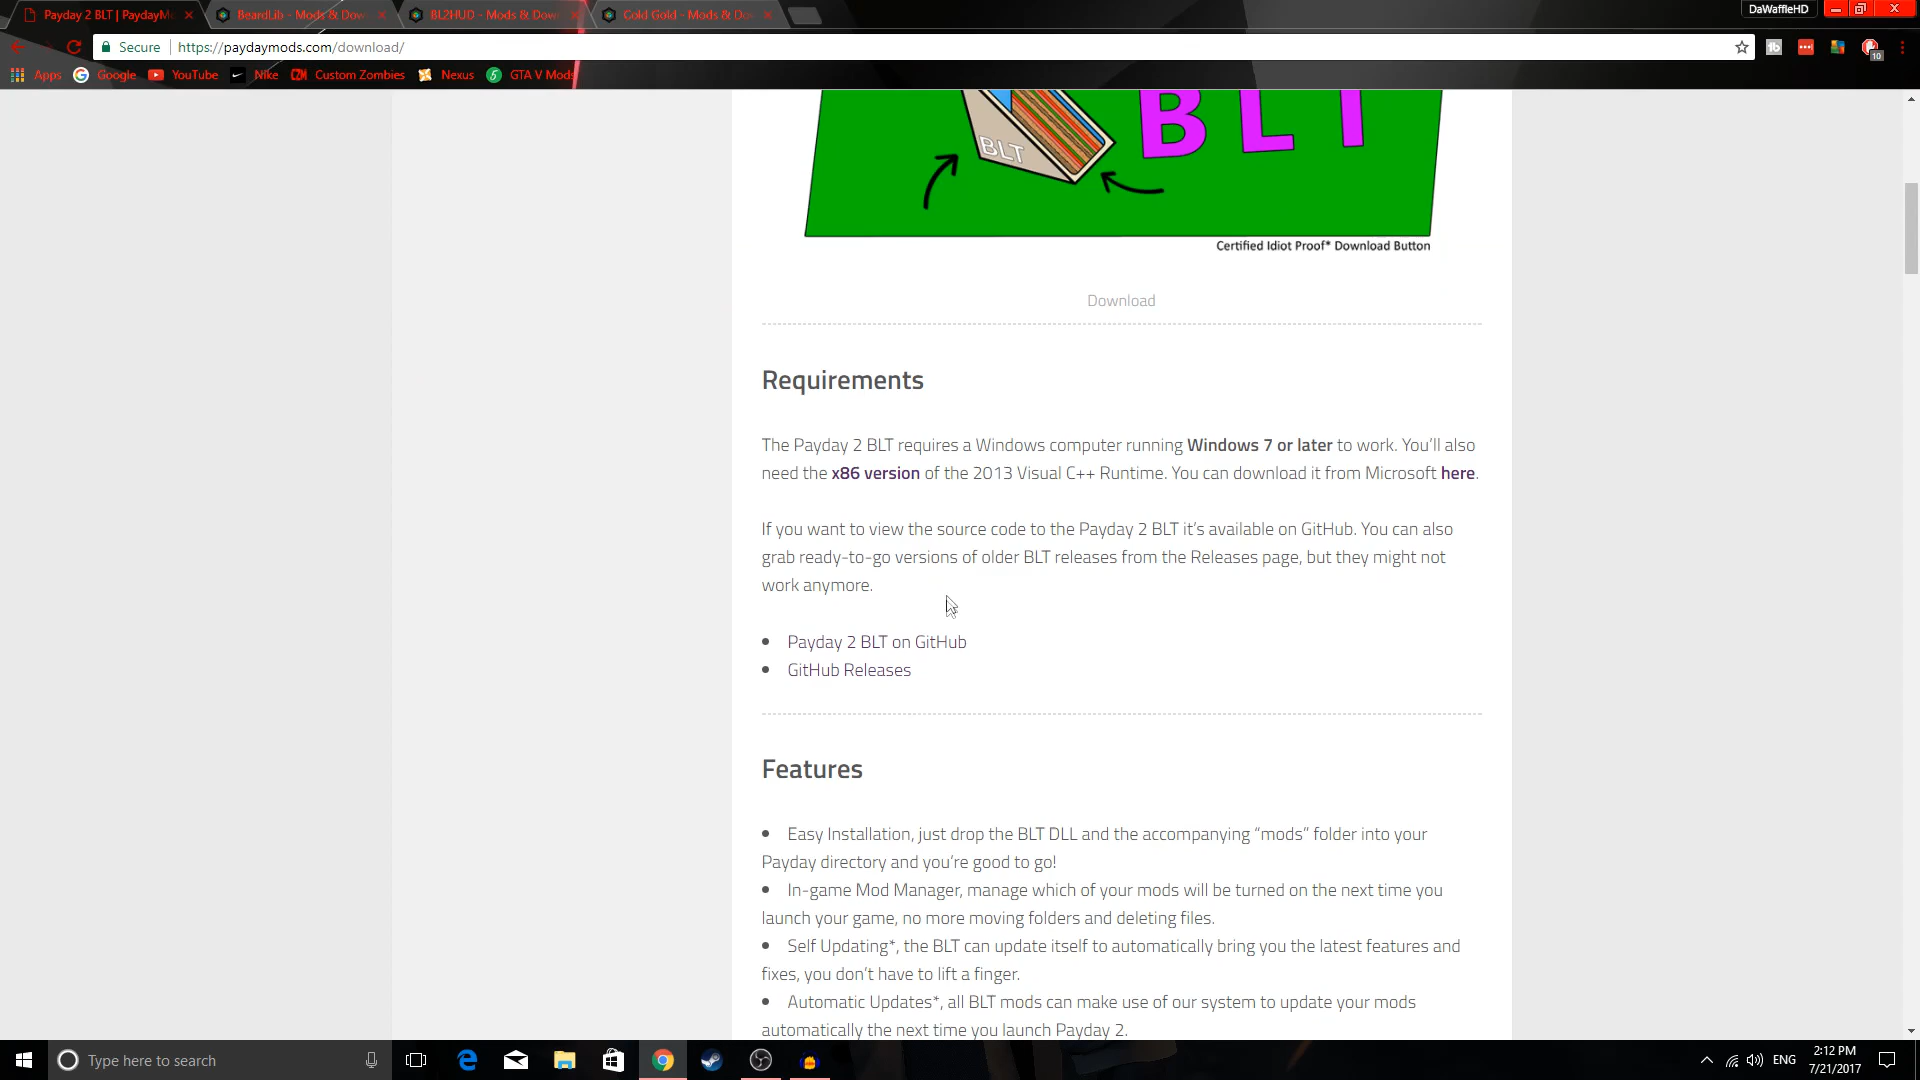 Payday 2 BLT | PaydayM
BeardLib - Mods & Dow
BL2HUD - Mods & Dow
Cold Gold - Mods & Do
DaWaffleHD
Secure
https://paydaymods.com/download/
10
Apps
Google
YouTube
Nike
Custom Zombies
Nexus
GTA V Mods
BLT
BLT
Certified Idiot Proof* Download Button
Download
Requirements
The Payday 2 BLT requires a Windows computer running Windows 7 or later to work. You'll also
need the x86 version of the 2013 Visual C++ Runtime. You can download it from Microsoft here.
If you want to view the source code to the Payday 2 BLT it's available on GitHub. You can also
grab ready-to-go versions of older BLT releases from the Releases page, but they might not
work anymore.
• Payday 2 BLT on GitHub
• GitHub Releases
Features
• Easy Installation, just drop the BLT DLL and the accompanying “mods” folder into your
Payday directory and you're good to go!
• In-game Mod Manager, manage which of your mods will be turned on the next time you
launch your game, no more moving folders and deleting files.
• Self Updating*, the BLT can update itself to automatically bring you the latest features and
fixes, you don't have to lift a finger.
• Automatic Updates*, all BLT mods can make use of our system to update your mods
automatically the next time you launch Payday 2.
Type here to search
ENG
2:12 PM
7/21/2017